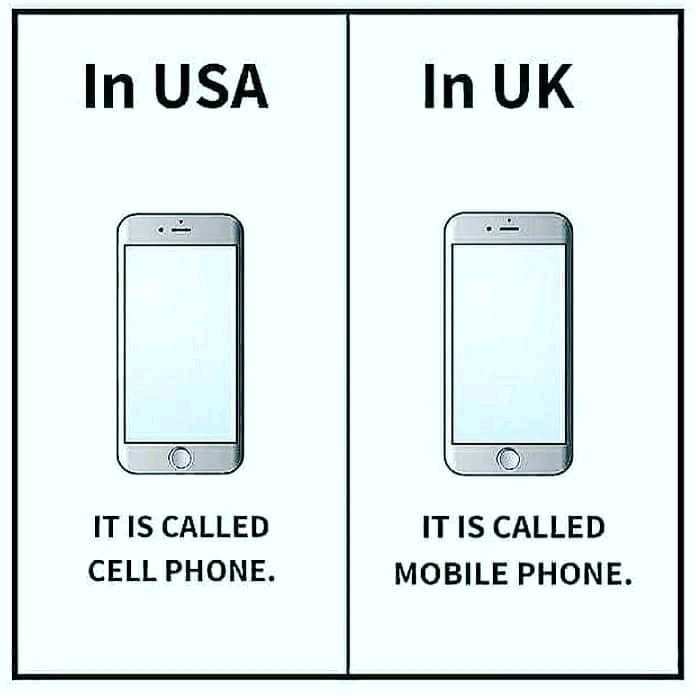 In USA
IT IS CALLED
CELL PHONE.
In UK
IT IS CALLED
MOBILE PHONE.